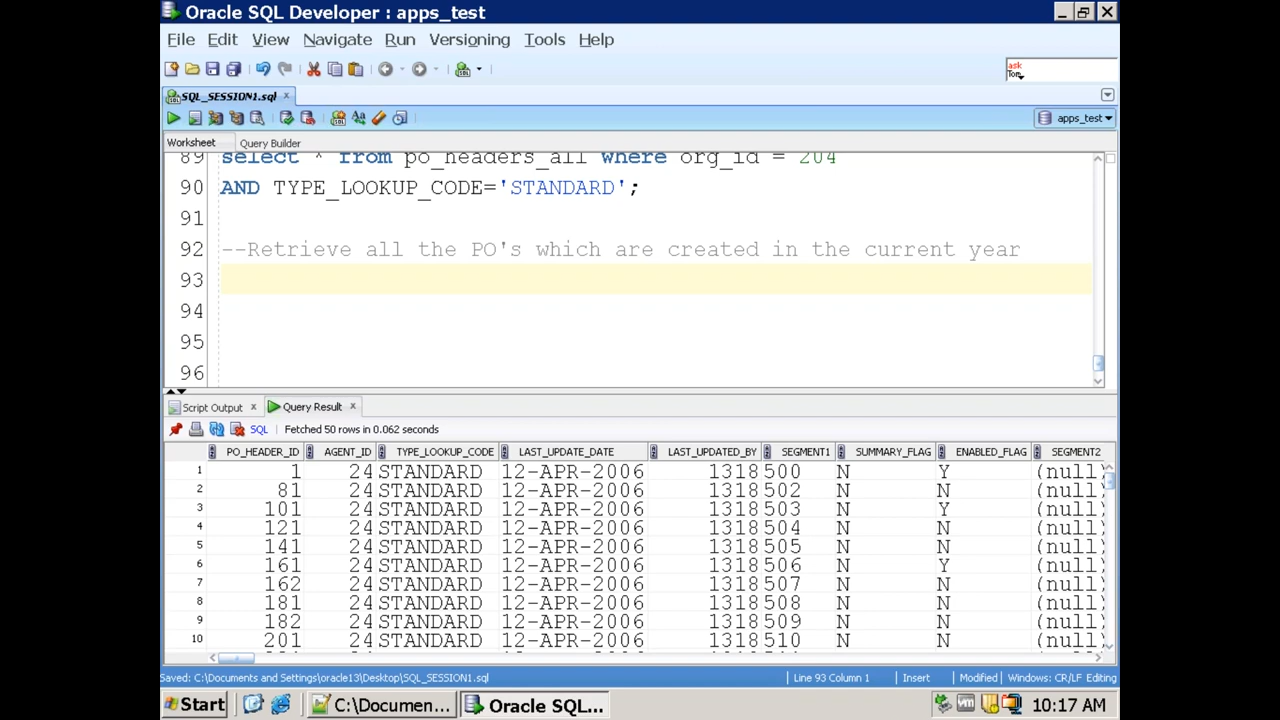 Oracle SQL Developer : apps_test
File Edit View Navigate Run Versioning Tools Help
ask
Tom
SQL_SESSION1.sql
apps_test
Worksheet Query Builder
89 select * from po_headers_all where org_id = 204
90 AND TYPE_LOOKUP_CODE='STANDARD';
91
92 --Retrieve all the PO's which are created in the current year
93
94
95
96
Script Output Query Result
SQL Fetched 50 rows in 0.062 seconds
PO_HEADER_ID AGENT_ID TYPE_LOOKUP_CODE LAST_UPDATE_DATE LAST_UPDATED_BY SEGMENT1 SUMMARY_FLAG ENABLED_FLAG SEGMENT2
1 1 24 STANDARD 12-APR-2006 1318 500 N Y (null)
2 81 24 STANDARD 12-APR-2006 1318 502 N N (null)
3 101 24 STANDARD 12-APR-2006 1318 503 N Y (null)
4 121 24 STANDARD 12-APR-2006 1318 504 N N (null)
5 141 24 STANDARD 12-APR-2006 1318 505 N N (null)
6 161 24 STANDARD 12-APR-2006 1318 506 N Y (null)
7 162 24 STANDARD 12-APR-2006 1318 507 N N (null)
8 181 24 STANDARD 12-APR-2006 1318 508 N N (null)
9 182 24 STANDARD 12-APR-2006 1318 509 N N (null)
10 201 24 STANDARD 12-APR-2006 1318 510 N N (null)
Saved: C:\Documents and Settings\oracle13\Desktop\SQL_SESSION1.sql Line 93 Column 1 Insert Modified Windows: CR/LF Editing
Start C:\Documen... Oracle SQL... 10:17 AM